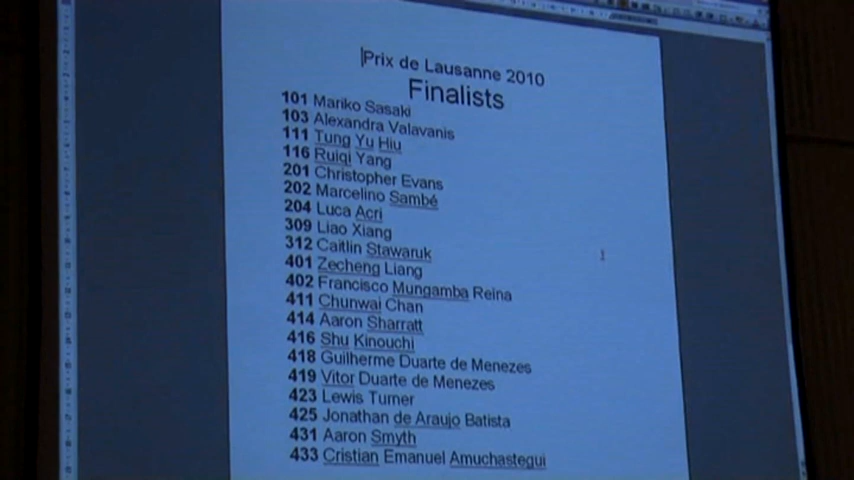 Prix de Lausanne 2010
Finalists
101 Mariko Sasaki
103 Alexandra Valavanis
111 Tung Yu Hiu
116 Ruiqi Yang
201 Christopher Evans
202 Marcelino Sambé
204 Luca Acri
309 Liao Xiang
312 Caitlin Stawaruk
401 Zecheng Liang
402 Francisco Mungamba Reina
411 Chunwai Chan
414 Aaron Sharratt
416 Shu Kinouchi
418 Guilherme Duarte de Menezes
419 Vitor Duarte de Menezes
423 Lewis Turner
425 Jonathan de Araujo Batista
431 Aaron Smyth
433 Cristian Emanuel Amuchastegui